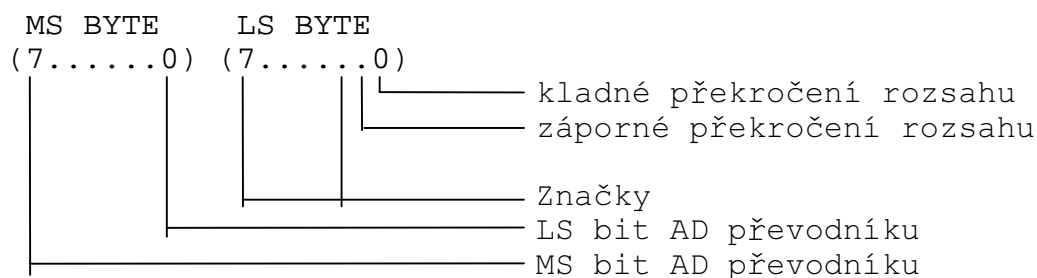 MS BYTE LS BYTE
(7......0) (7......0)
kladné překročení rozsahu
záporné překročení rozsahu
Značky
LS bit AD převodníku
MS bit AD převodníku